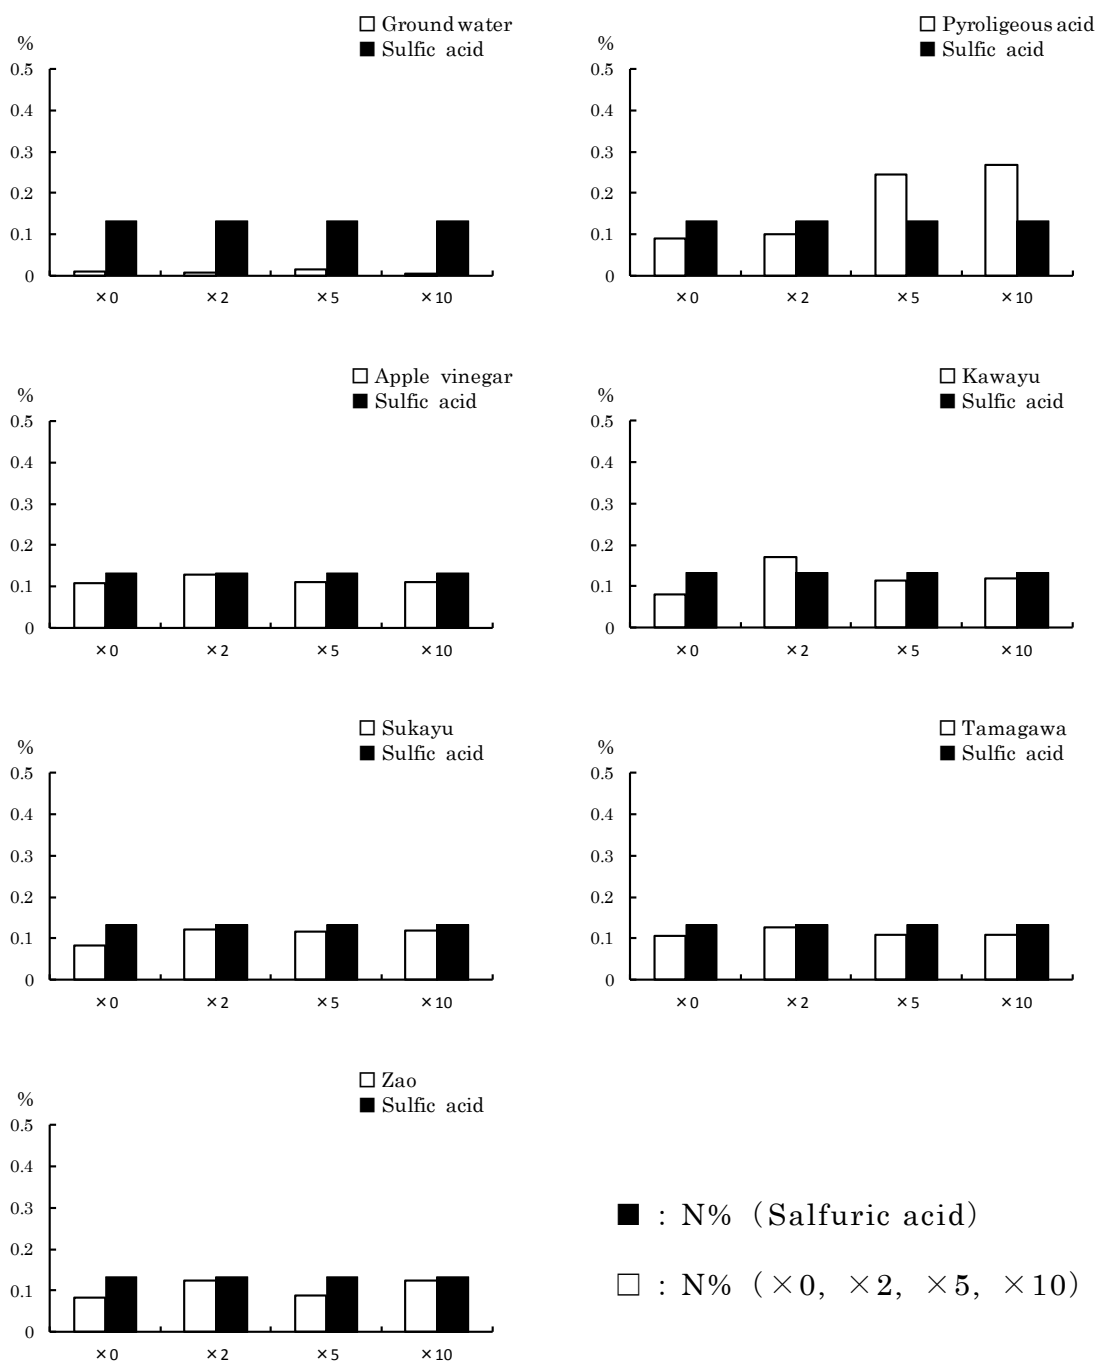 Ground water
Sulfic acid
%
0.5
0.4
0.3
0.2
0.1
0
×0 ×2 ×5 ×10
Pyroligeous acid
Sulfic acid
%
0.5
0.4
0.3
0.2
0.1
0
×0 ×2 ×5 ×10
Apple vinegar
Sulfic acid
%
0.5
0.4
0.3
0.2
0.1
0
×0 ×2 ×5 ×10
Kawayu
Sulfic acid
%
0.5
0.4
0.3
0.2
0.1
0
×0 ×2 ×5 ×10
Sukayu
Sulfic acid
%
0.5
0.4
0.3
0.2
0.1
0
×0 ×2 ×5 ×10
Tamagawa
Sulfic acid
%
0.5
0.4
0.3
0.2
0.1
0
×0 ×2 ×5 ×10
Zao
Sulfic acid
%
0.5
0.4
0.3
0.2
0.1
0
×0 ×2 ×5 ×10
■ : N% (Salfuric acid)
□ : N% (×0, ×2, ×5, ×10)